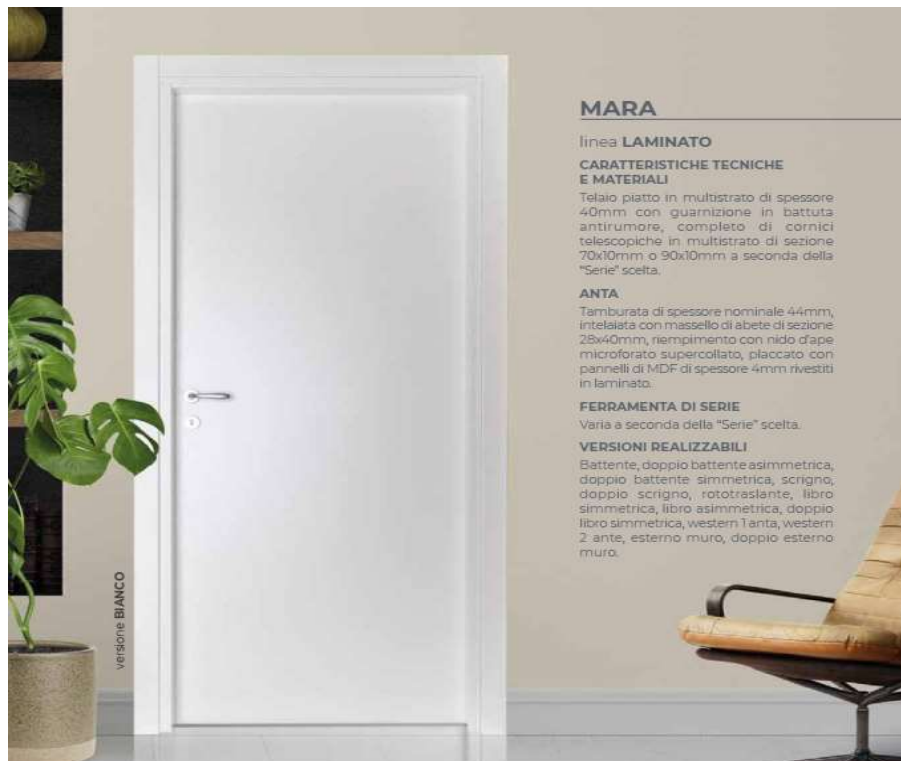 MARA
linea LAMINATO
CARATTERISTICHE TECNICHE
E MATERIALI
Telaio piatto in multistrato di spessore
40mm con guarnizione in battuta
antirumore, completo di cornici
telescopiche in multistrato di sezione
70x10mm o 90x10mm a seconda della
"Serie" scelta.
ANTA
Tamburata di spessore nominale 44mm,
intelaiata con massello di abete di sezione
28x40mm, riempimento con nido d'ape
microforato supercollato, placcato con
pannelli di MDF di spessore 4mm rivestiti
in laminato.
FERRAMENTA DI SERIE
Varia a seconda della "Serie" scelta.
VERSIONI REALIZZABILI
Battente, doppio battente asimmetrica,
doppio battente simmetrica, scrigno,
doppio scrigno, rototraslante, libro
simmetrica, libro asimmetrica, doppio
libro simmetrica, western 1 anta, western
2 ante, esterno muro, doppio esterno
muro.
versione BIANCO